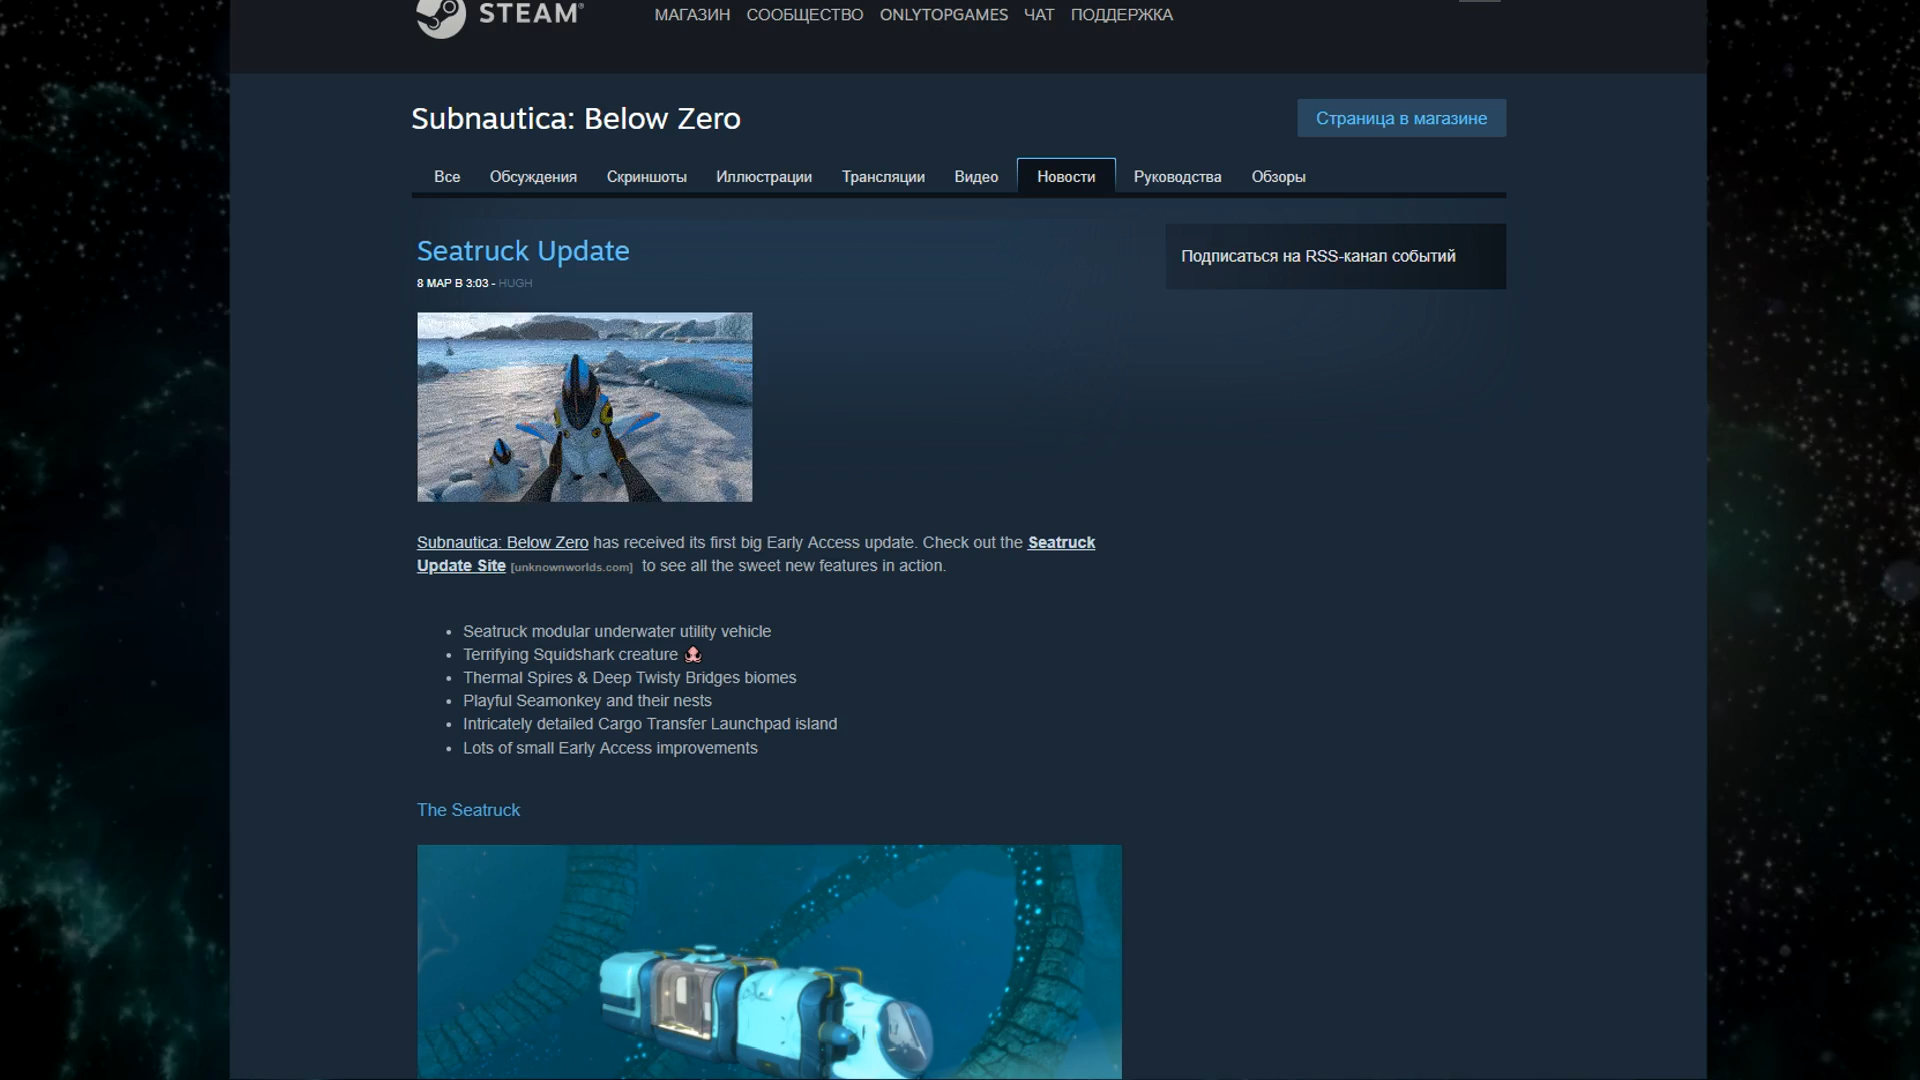 STEAM®
МАГАЗИН СООБЩЕСТВО ONLYTOPGAMES ЧАТ ПОДДЕРЖКА
Subnautica: Below Zero
Страница в магазине
Все Обсуждения Скриншоты Иллюстрации Трансляции Видео Новости Руководства Обзоры
Seatruck Update
8 МАР В 3:03 - HUGH
Подписаться на RSS-канал событий
Subnautica: Below Zero has received its first big Early Access update. Check out the Seatruck
Update Site [unknownworlds.com] to see all the sweet new features in action.
• Seatruck modular underwater utility vehicle
• Terrifying Squidshark creature 🦑
• Thermal Spires & Deep Twisty Bridges biomes
• Playful Seamonkey and their nests
• Intricately detailed Cargo Transfer Launchpad island
• Lots of small Early Access improvements
The Seatruck